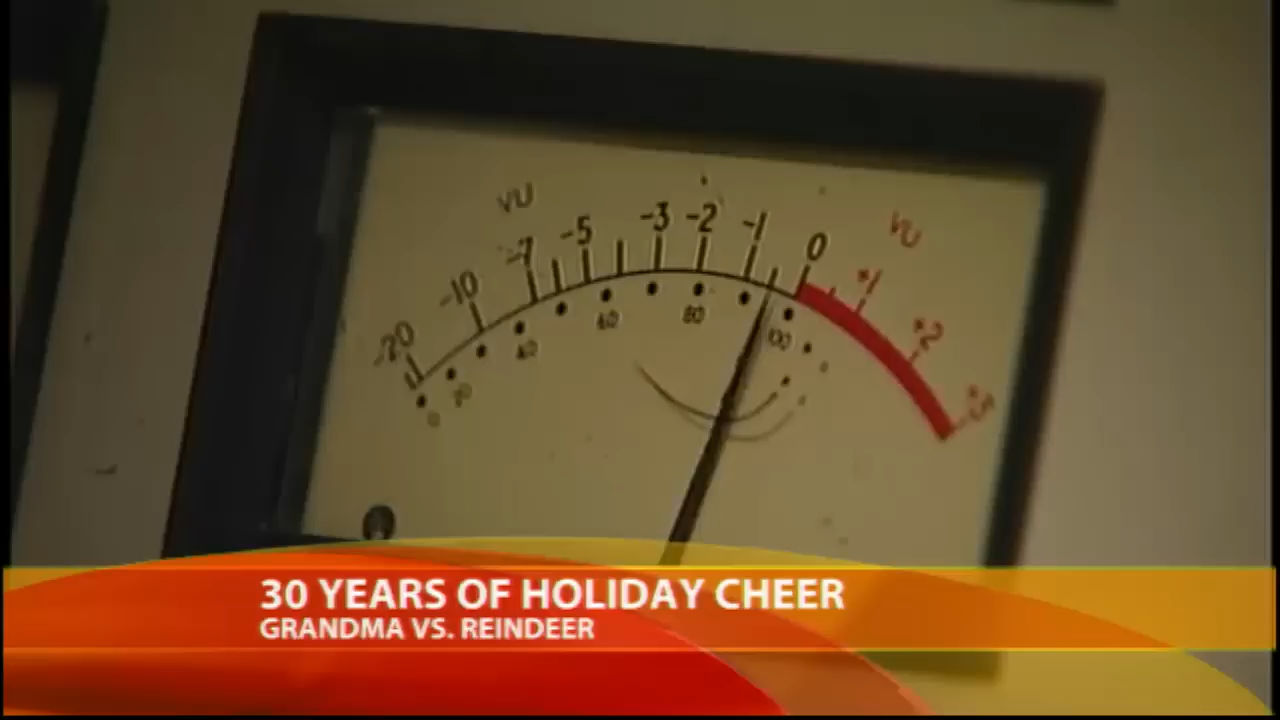 VU
VU
-20 -10 -7 -5 -3 -2 -1 0 +1 +2 +3
0 20 40 60 80 100
30 YEARS OF HOLIDAY CHEER
GRANDMA VS. REINDEER